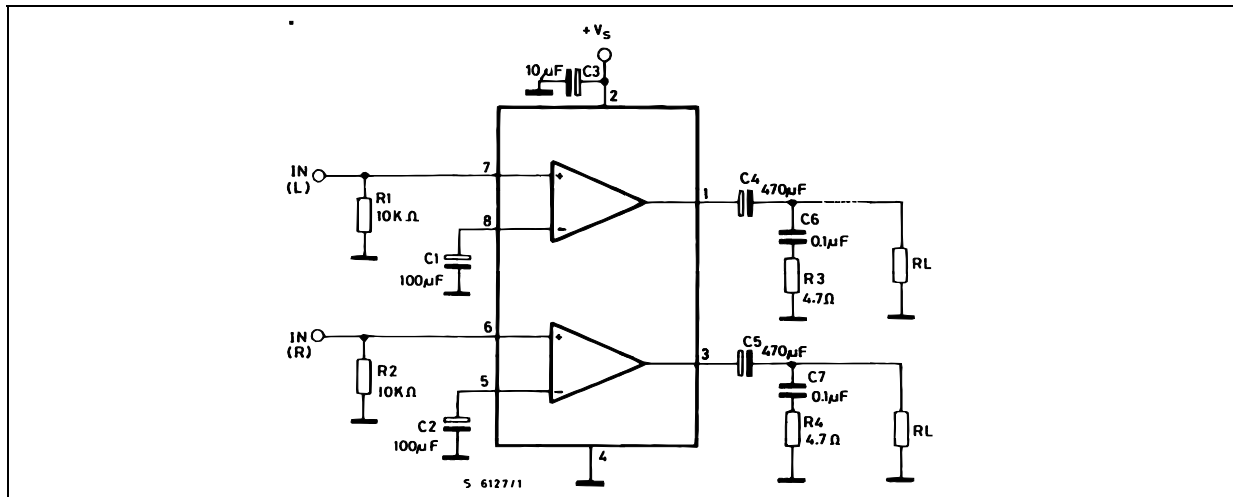 + Vs
10µF C3
2
IN (L)
7
R1
10KΩ
8
C1
100µF
1
C4
470µF
C6
0.1µF
R3
4.7Ω
RL
IN (R)
6
R2
10KΩ
5
C2
100µF
3
C5
470µF
C7
0.1µF
R4
4.7Ω
RL
4
S 6127/1